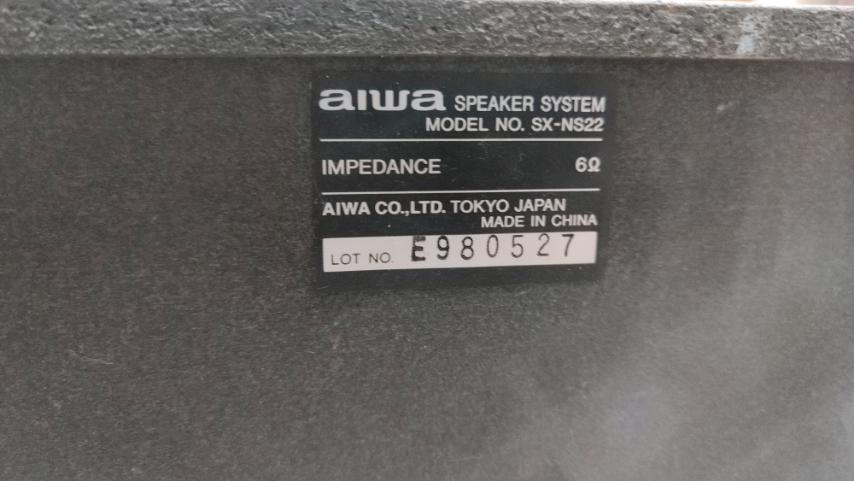 aiwa SPEAKER SYSTEM
MODEL NO. SX-NS22
IMPEDANCE 6Ω
AIWA CO.,LTD. TOKYO JAPAN
MADE IN CHINA
LOT NO. E980527